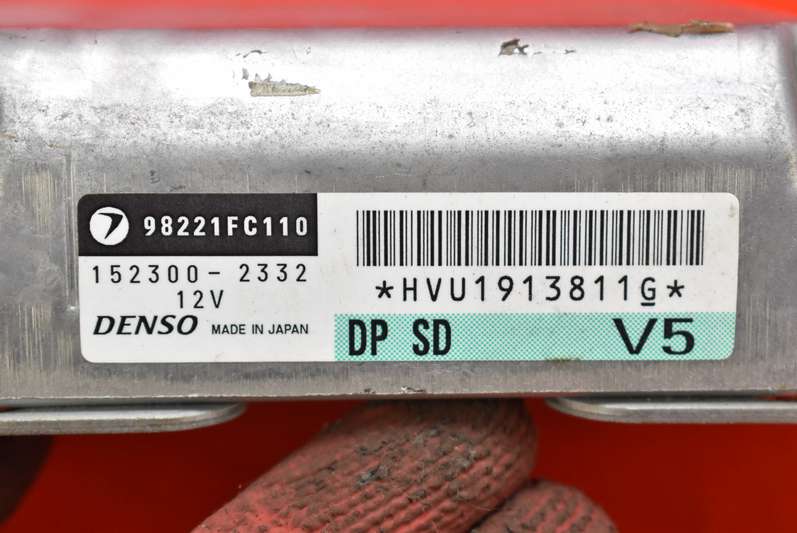 98221FC110
152300-2332
12V
DENSO MADE IN JAPAN
*HVU1913811G*
DP SD V5